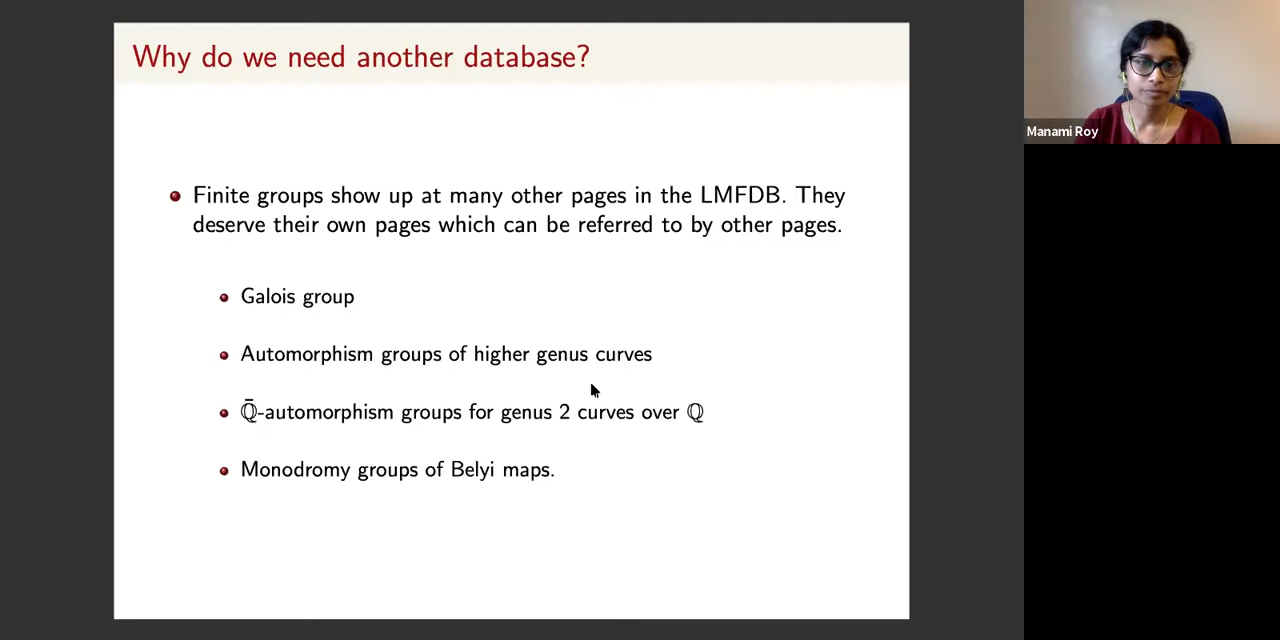 Why do we need another database?
Finite groups show up at many other pages in the LMFDB. They
deserve their own pages which can be referred to by other pages.
Galois group
Automorphism groups of higher genus curves
Q̄-automorphism groups for genus 2 curves over ℚ
Monodromy groups of Belyi maps.
Manami Roy